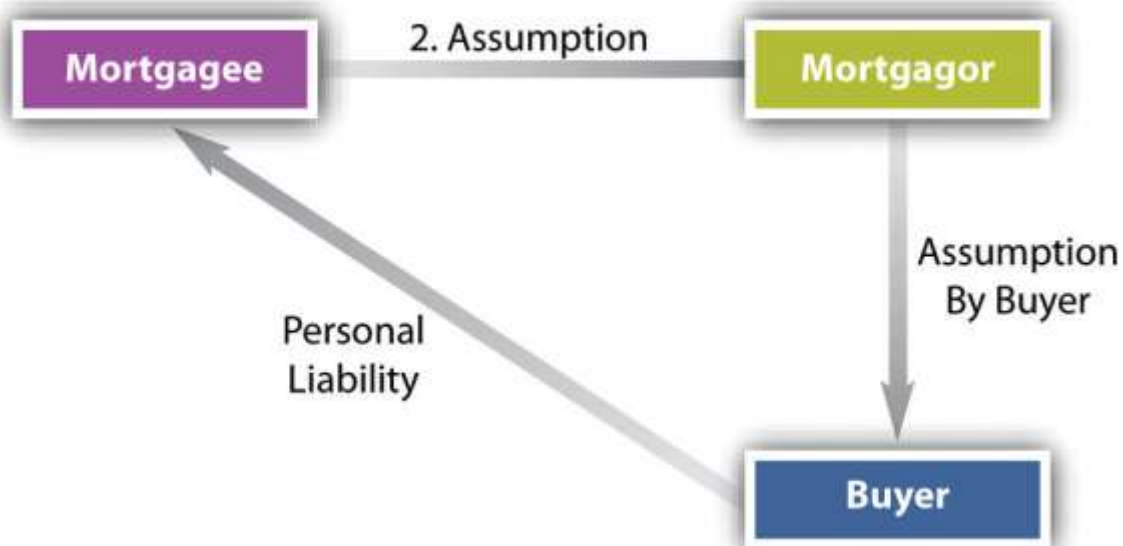 2. Assumption
Mortgagee
Mortgagor
Assumption
By Buyer
Personal
Liability
Buyer